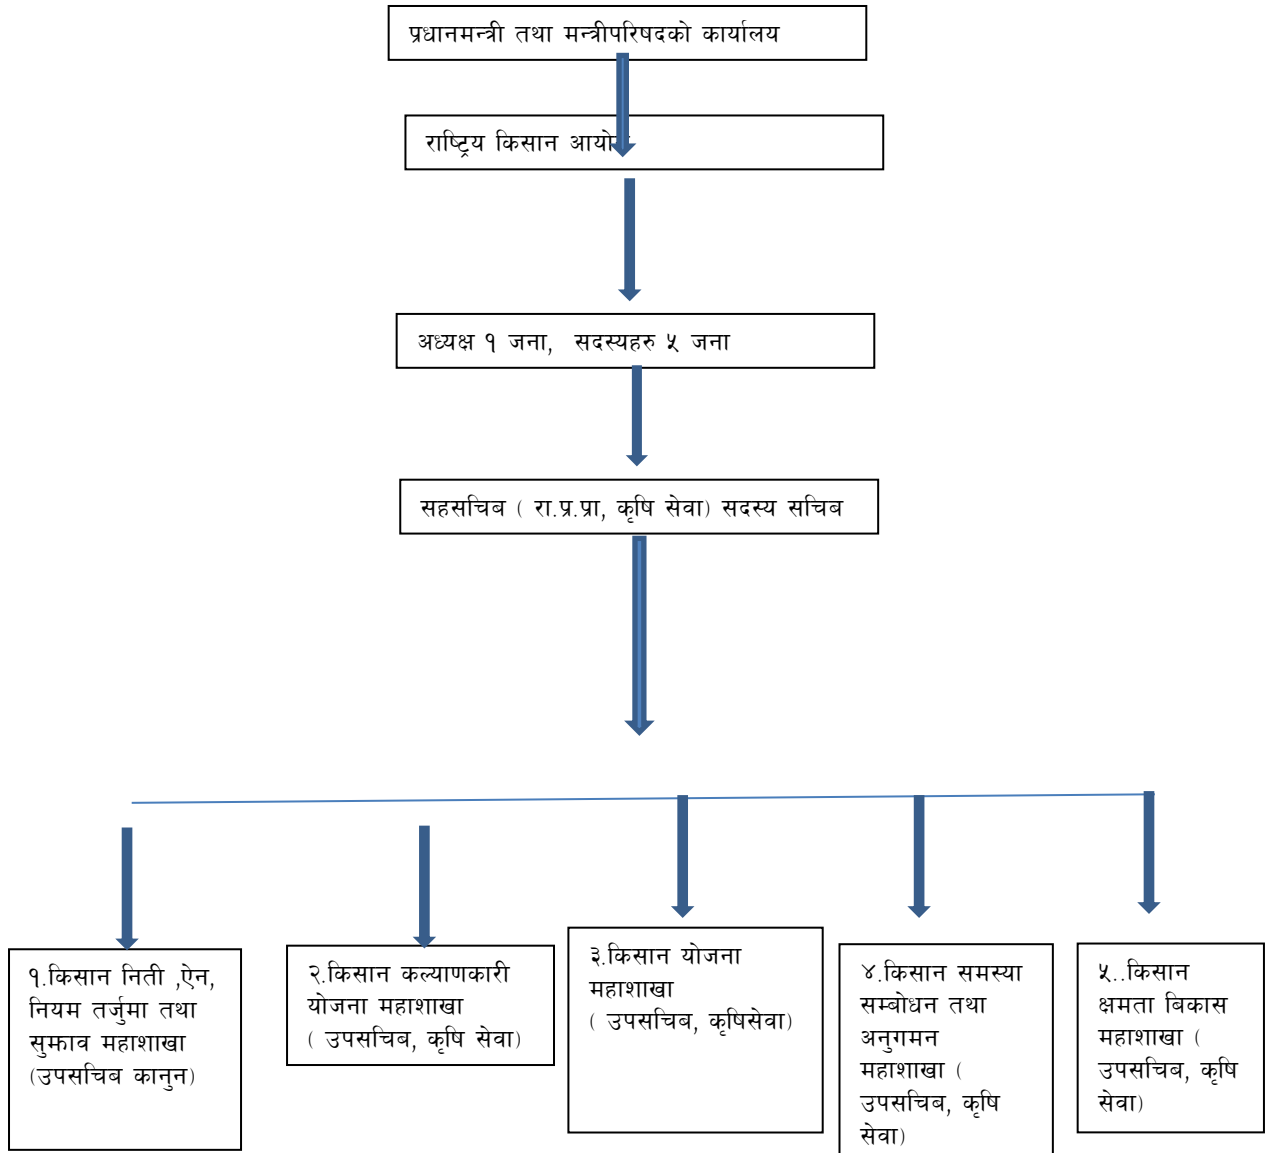 प्रधानमन्त्री तथा मन्त्रीपरिषदको कार्यालय
राष्ट्रिय किसान आयो
अध्यक्ष १ जना, सदस्यहरु ५ जना
सहसचिब ( रा.प्र.प्रा, कृषि सेवा) सदस्य सचिब
१.किसान निती ,ऐन,
नियम तर्जुमा तथा
सुझाव महाशाखा
(उपसचिब कानुन)
२.किसान कल्याणकारी
योजना महाशाखा
( उपसचिब, कृषि सेवा)
३.किसान योजना
महाशाखा
( उपसचिब, कृषिसेवा)
४.किसान समस्या
सम्बोधन तथा
अनुगमन
महाशाखा (
उपसचिब, कृषि
सेवा)
५..किसान
क्षमता बिकास
महाशाखा (
उपसचिब, कृषि
सेवा)